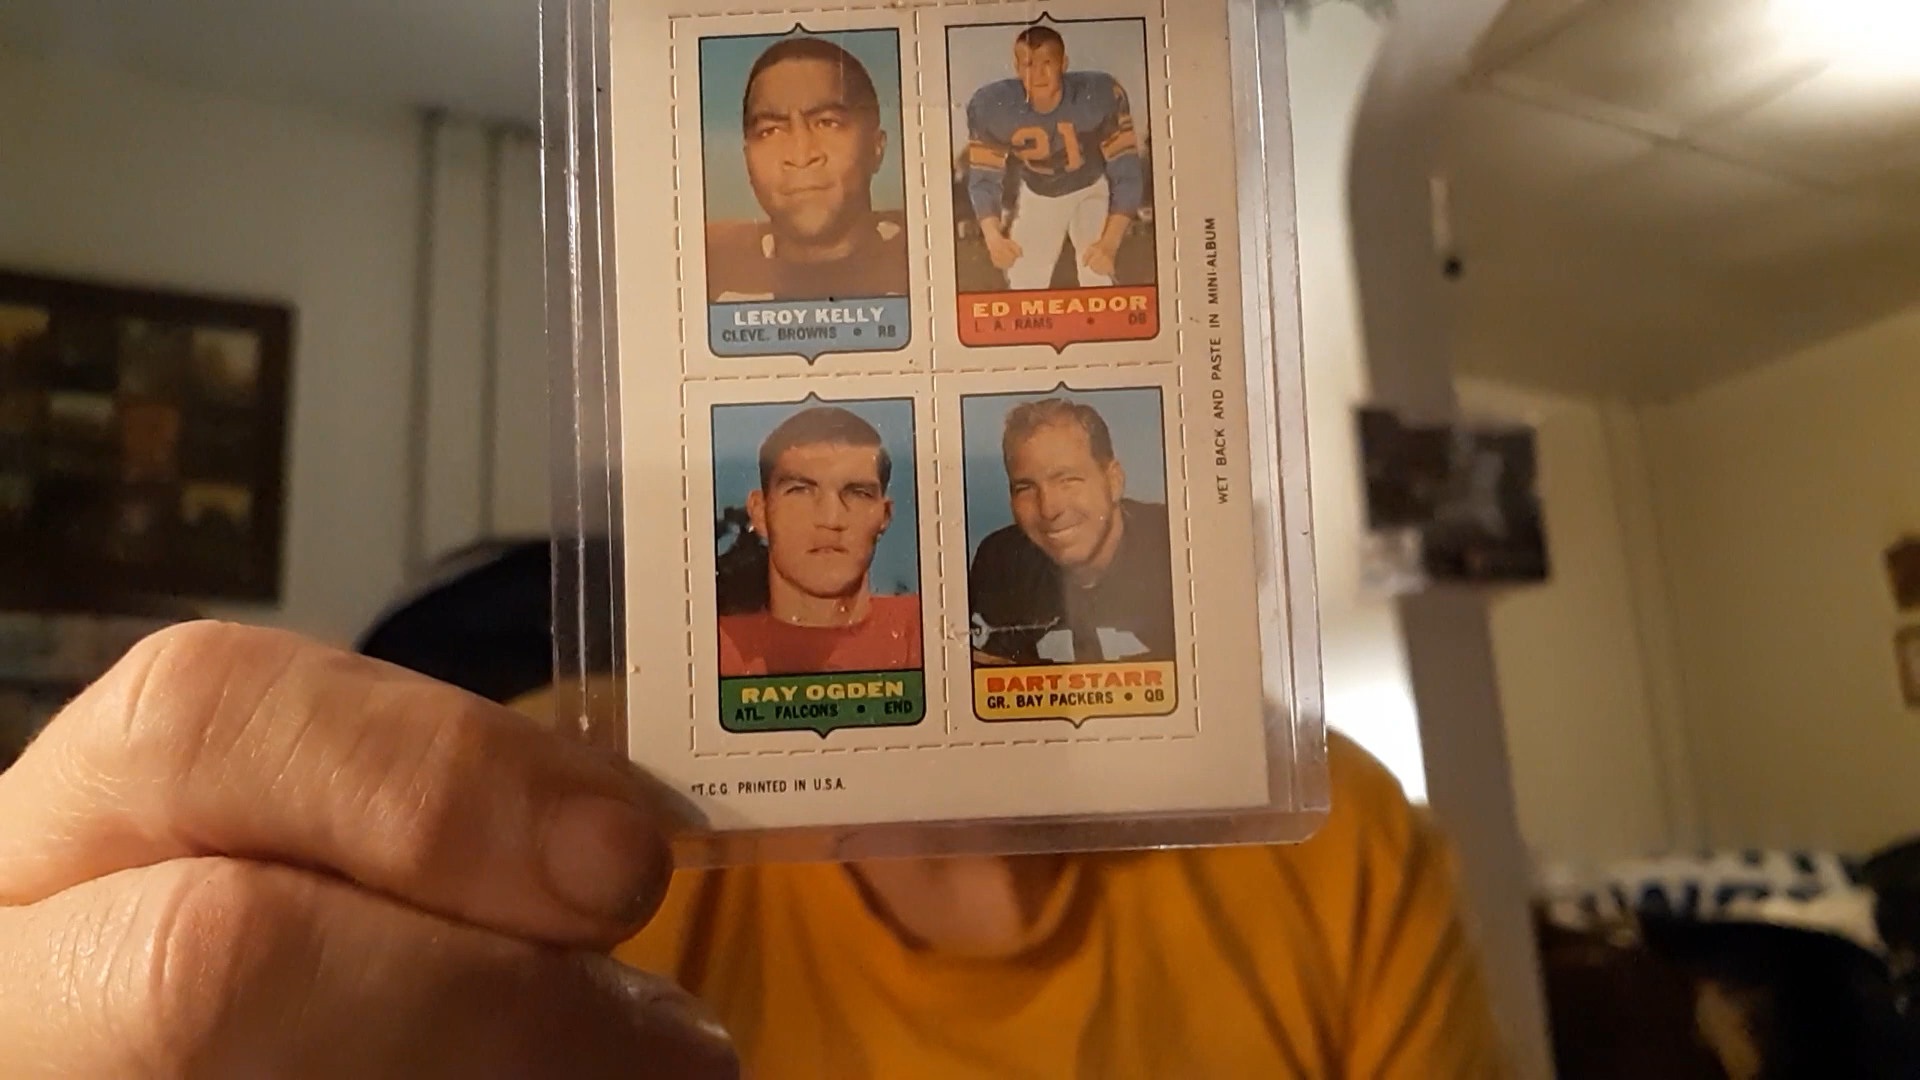 LEROY KELLY
CLEVE. BROWNS • RB
21
ED MEADOR
L. A. RAMS • DB
RAY OGDEN
ATL. FALCONS • END
BART STARR
GR. BAY PACKERS • QB
WET BACK AND PASTE IN MINI-ALBUM
T.C.G. PRINTED IN U.S.A.